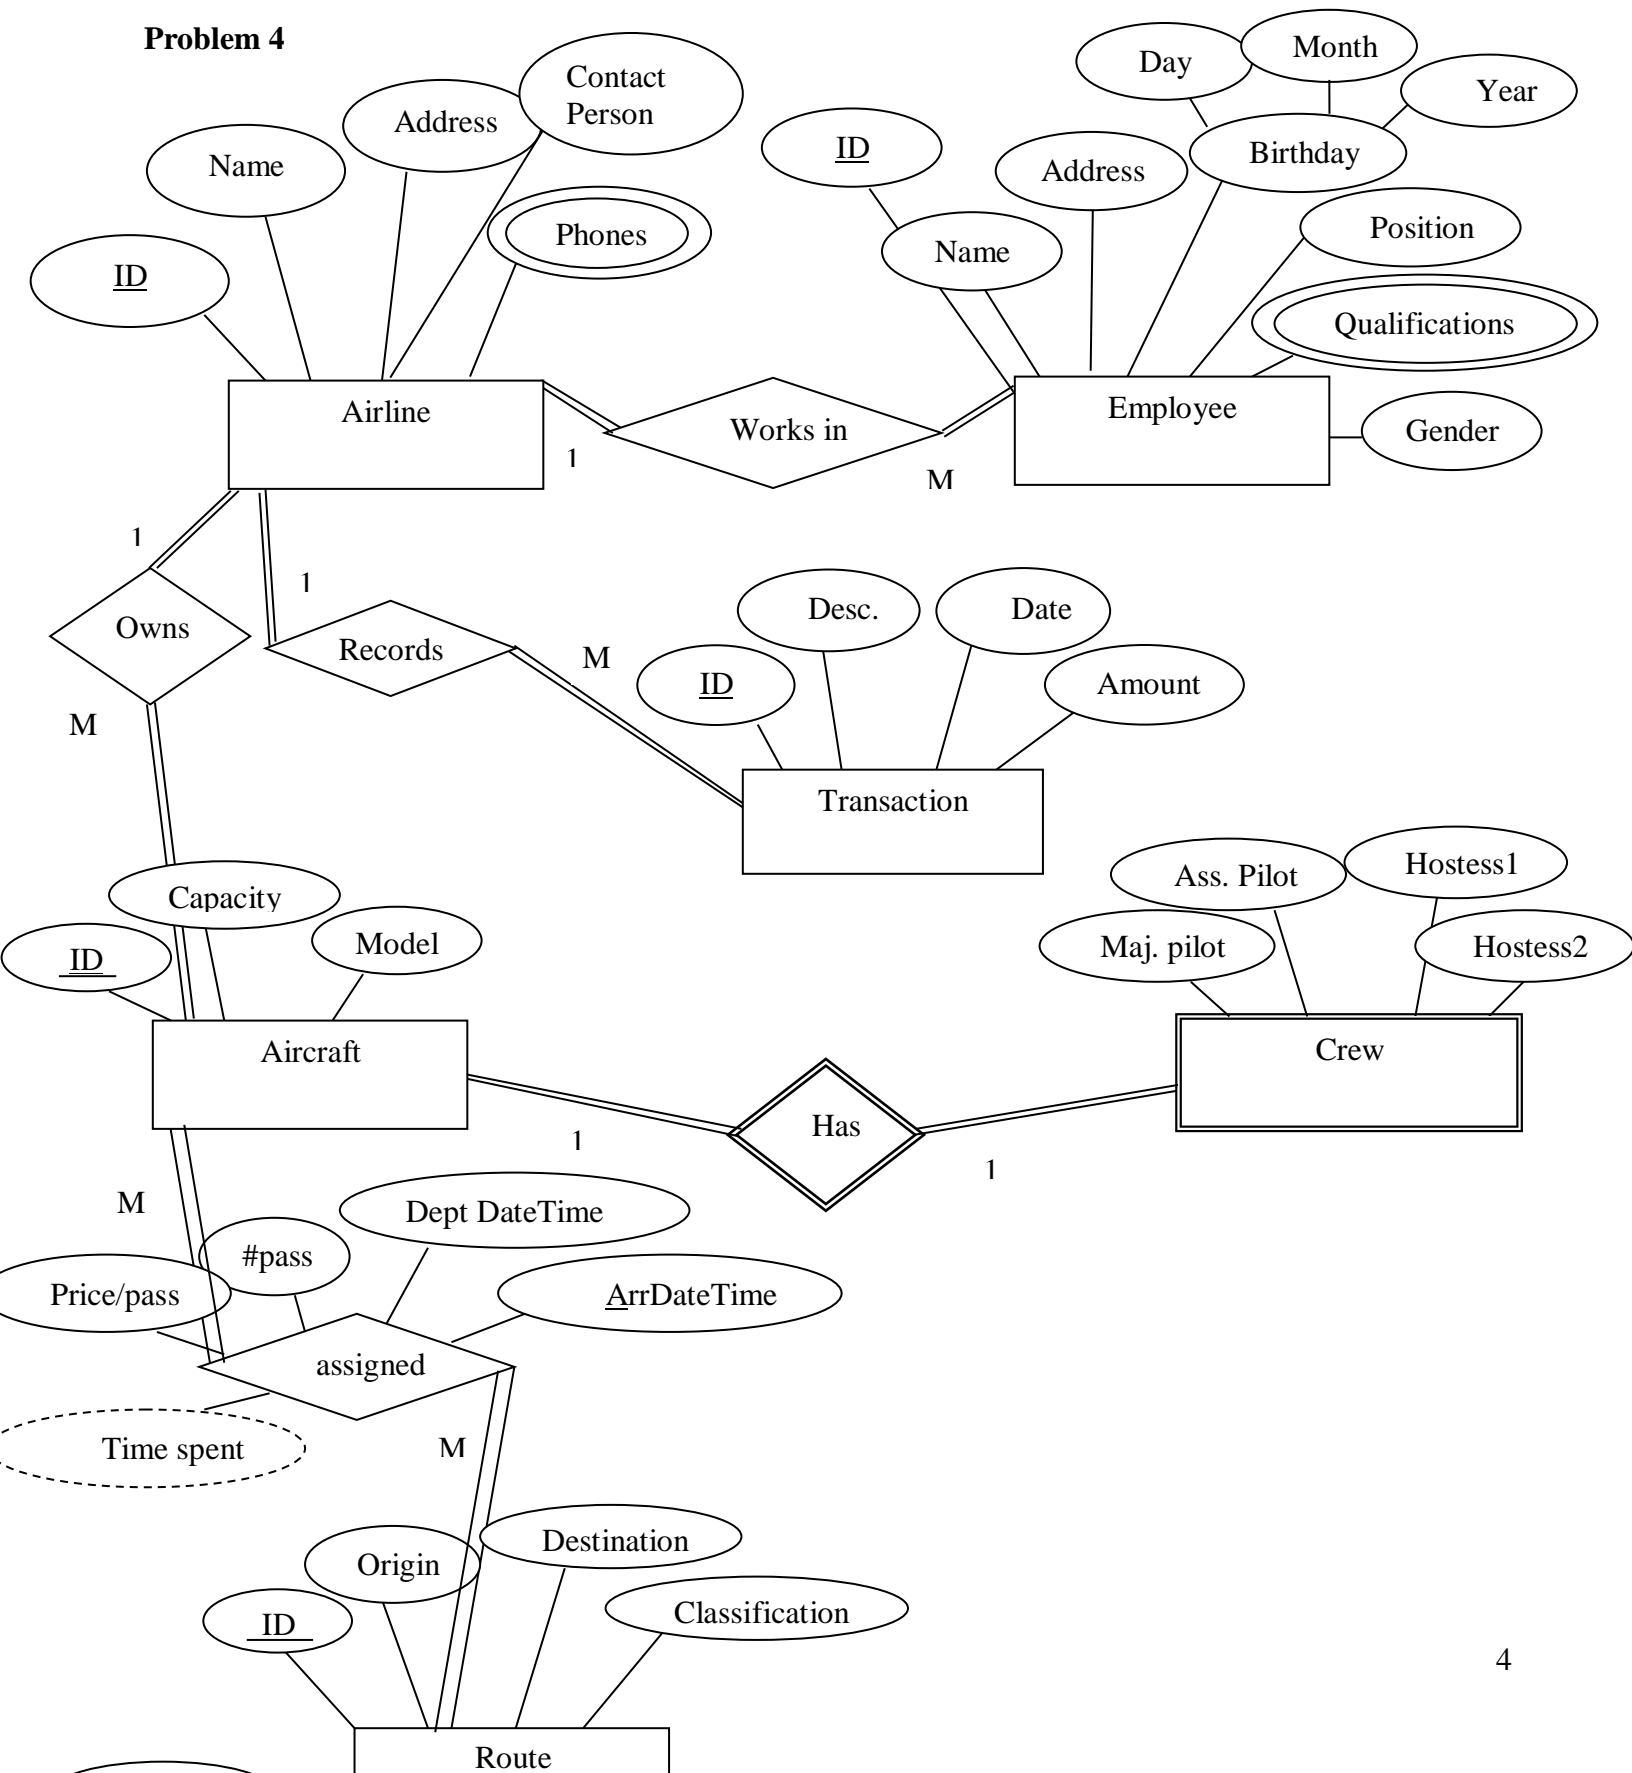 Problem 4
Contact
Person
Address
Name
ID
Phones
Day
Month
Year
ID
Address
Birthday
Name
Position
Qualifications
Gender
Airline
Works in
Employee
1
M
1
1
Owns
Records
M
M
Desc.
Date
ID
Amount
Transaction
Capacity
ID
Model
Aircraft
Ass. Pilot
Hostess1
Maj. pilot
Hostess2
Crew
Has
1
1
M
Dept DateTime
#pass
Price/pass
ArrDateTime
assigned
Time spent
M
Origin
Destination
ID
Classification
Route
4